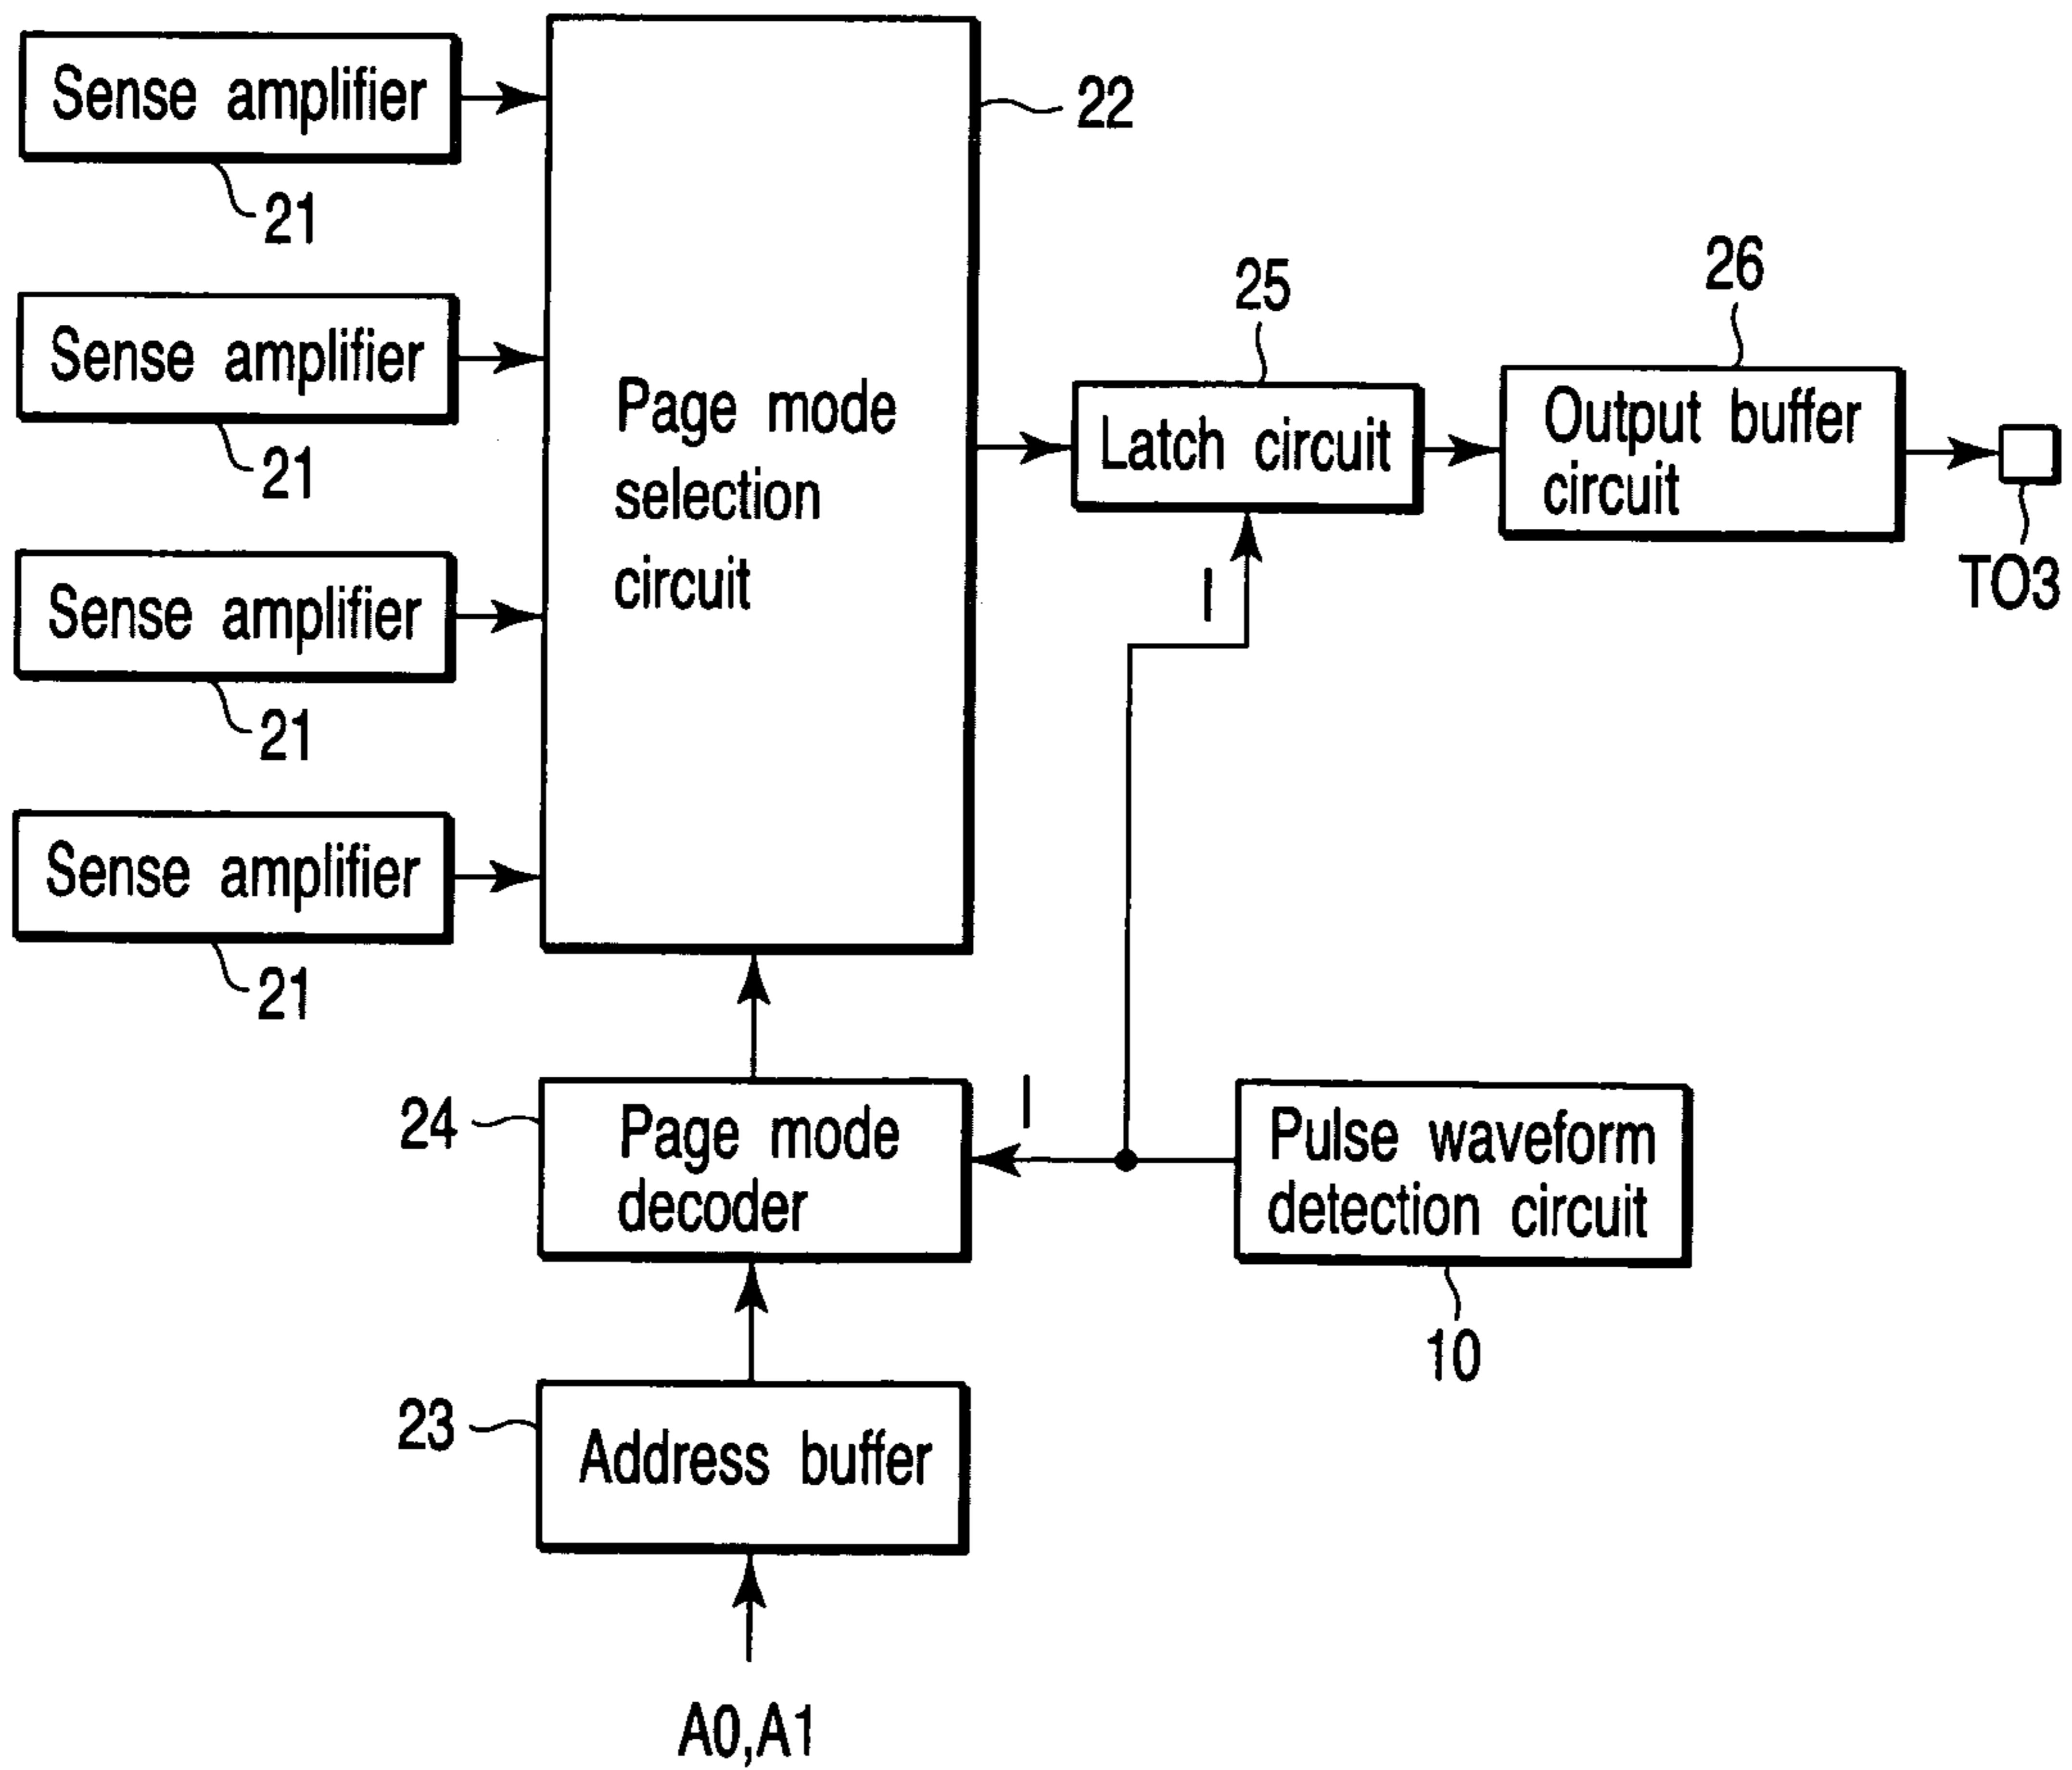 Sense amplifier
21
Sense amplifier
21
Sense amplifier
21
Sense amplifier
21
Page mode
selection
circuit
22
25
Latch circuit
26
Output buffer
circuit
TO3
I
24
Page mode
decoder
I
Pulse waveform
detection circuit
10
23
Address buffer
A0,A1